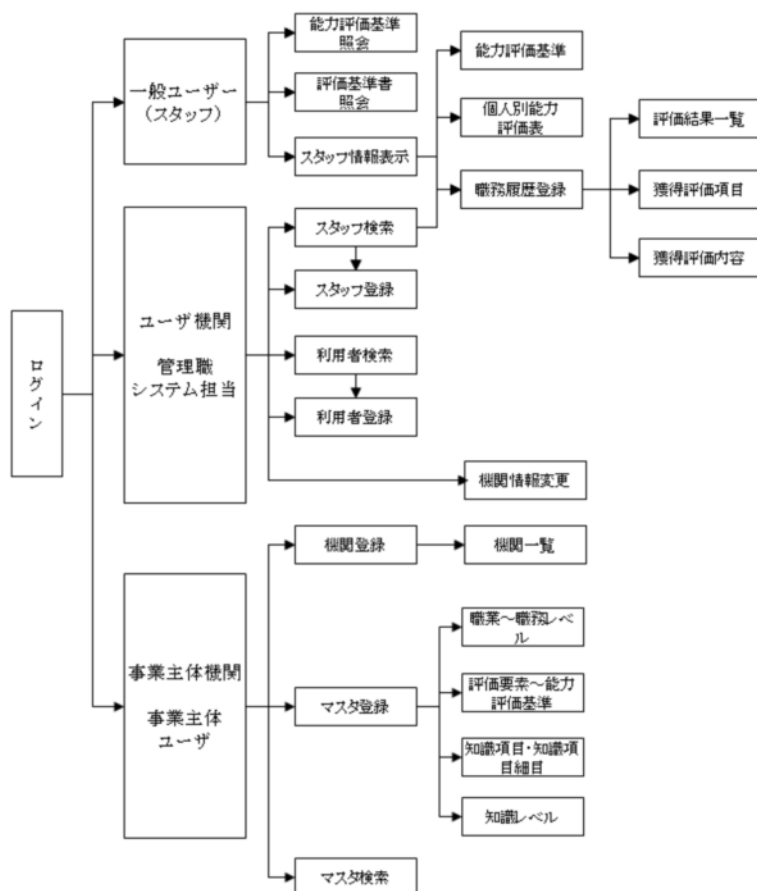 ログイン
一般ユーザー
（スタッフ）
能力評価基準
照会
評価基準書
照会
スタッフ情報表示
能力評価基準
個人別能力
評価表
職務履歴登録
評価結果一覧
獲得評価項目
獲得評価内容
ユーザ機関
管理職
システム担当
スタッフ検索
スタッフ登録
利用者検索
利用者登録
機関情報変更
事業主体機関
事業主体
ユーザ
機関登録
機関一覧
マスタ登録
職業～職務レベ
ル
評価要素～能力
評価基準
知識項目・知識項
目細目
知識レベル
マスタ検索